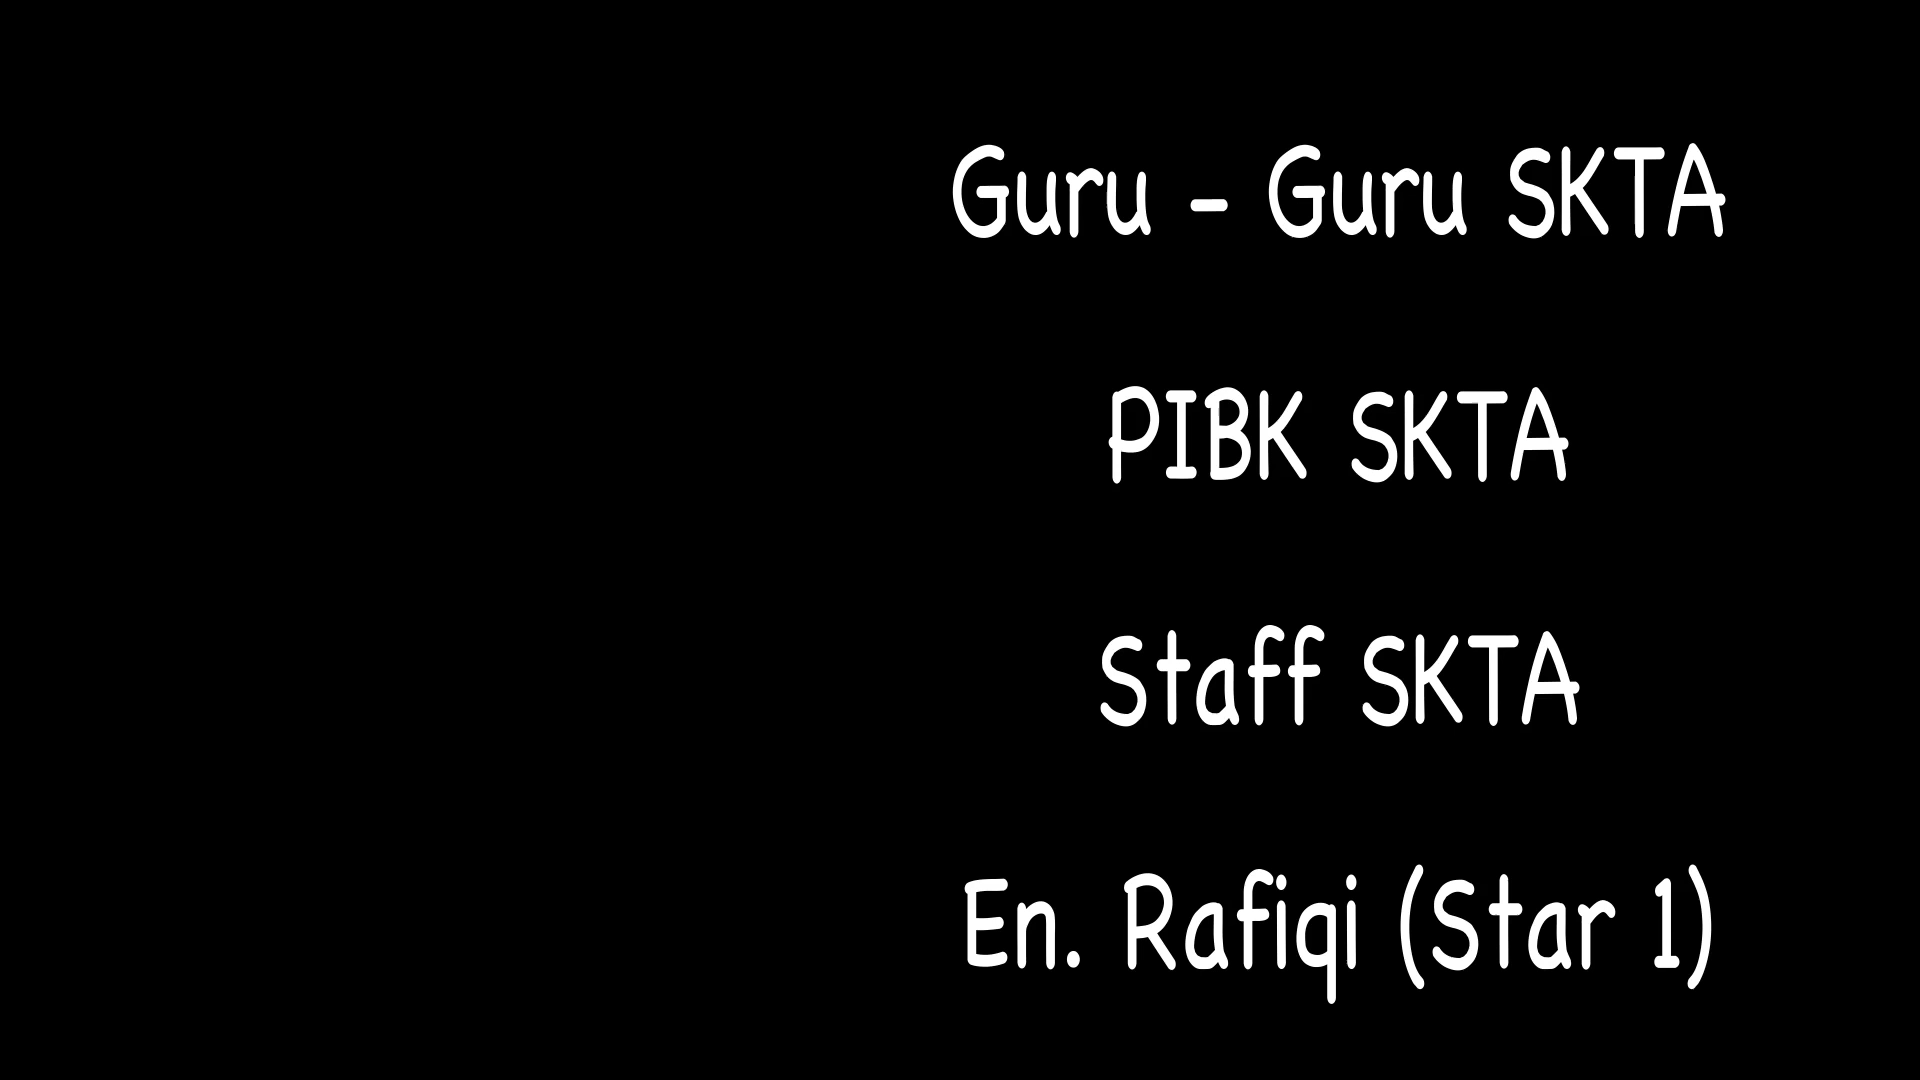 Guru - Guru SKTA
PIBK SKTA
Staff SKTA
En. Rafiqi (Star 1)